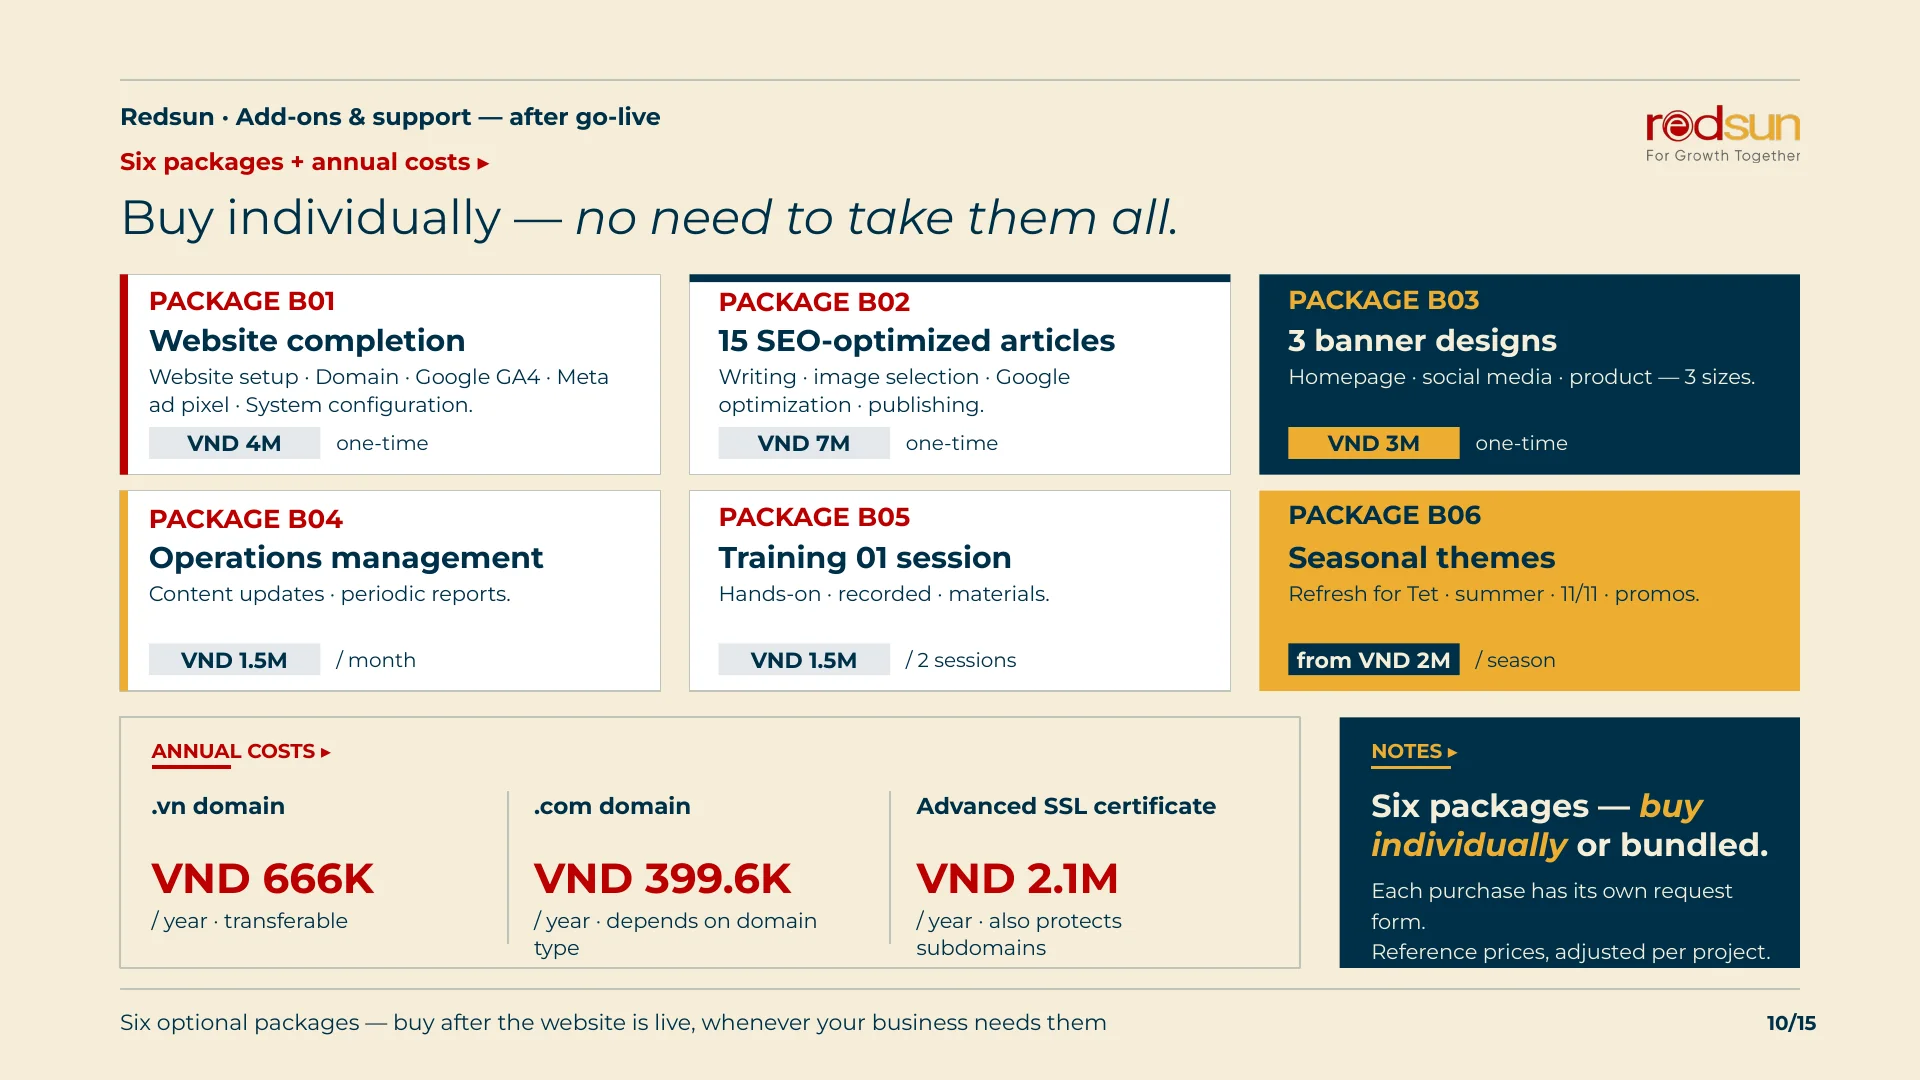 Redsun · Add-ons & support — after go-live
redsun
For Growth Together
Six packages + annual costs ▸
Buy individually — no need to take them all.
PACKAGE B01
Website completion
Website setup · Domain · Google GA4 · Meta
ad pixel · System configuration.
VND 4M one-time
PACKAGE B02
15 SEO-optimized articles
Writing · image selection · Google
optimization · publishing.
VND 7M one-time
PACKAGE B03
3 banner designs
Homepage · social media · product — 3 sizes.
VND 3M one-time
PACKAGE B04
Operations management
Content updates · periodic reports.
VND 1.5M / month
PACKAGE B05
Training 01 session
Hands-on · recorded · materials.
VND 1.5M / 2 sessions
PACKAGE B06
Seasonal themes
Refresh for Tet · summer · 11/11 · promos.
from VND 2M / season
ANNUAL COSTS ▸
.vn domain
VND 666K
/ year · transferable
.com domain
VND 399.6K
/ year · depends on domain
type
Advanced SSL certificate
VND 2.1M
/ year · also protects
subdomains
NOTES ▸
Six packages — buy
individually or bundled.
Each purchase has its own request
form.
Reference prices, adjusted per project.
Six optional packages — buy after the website is live, whenever your business needs them
10/15